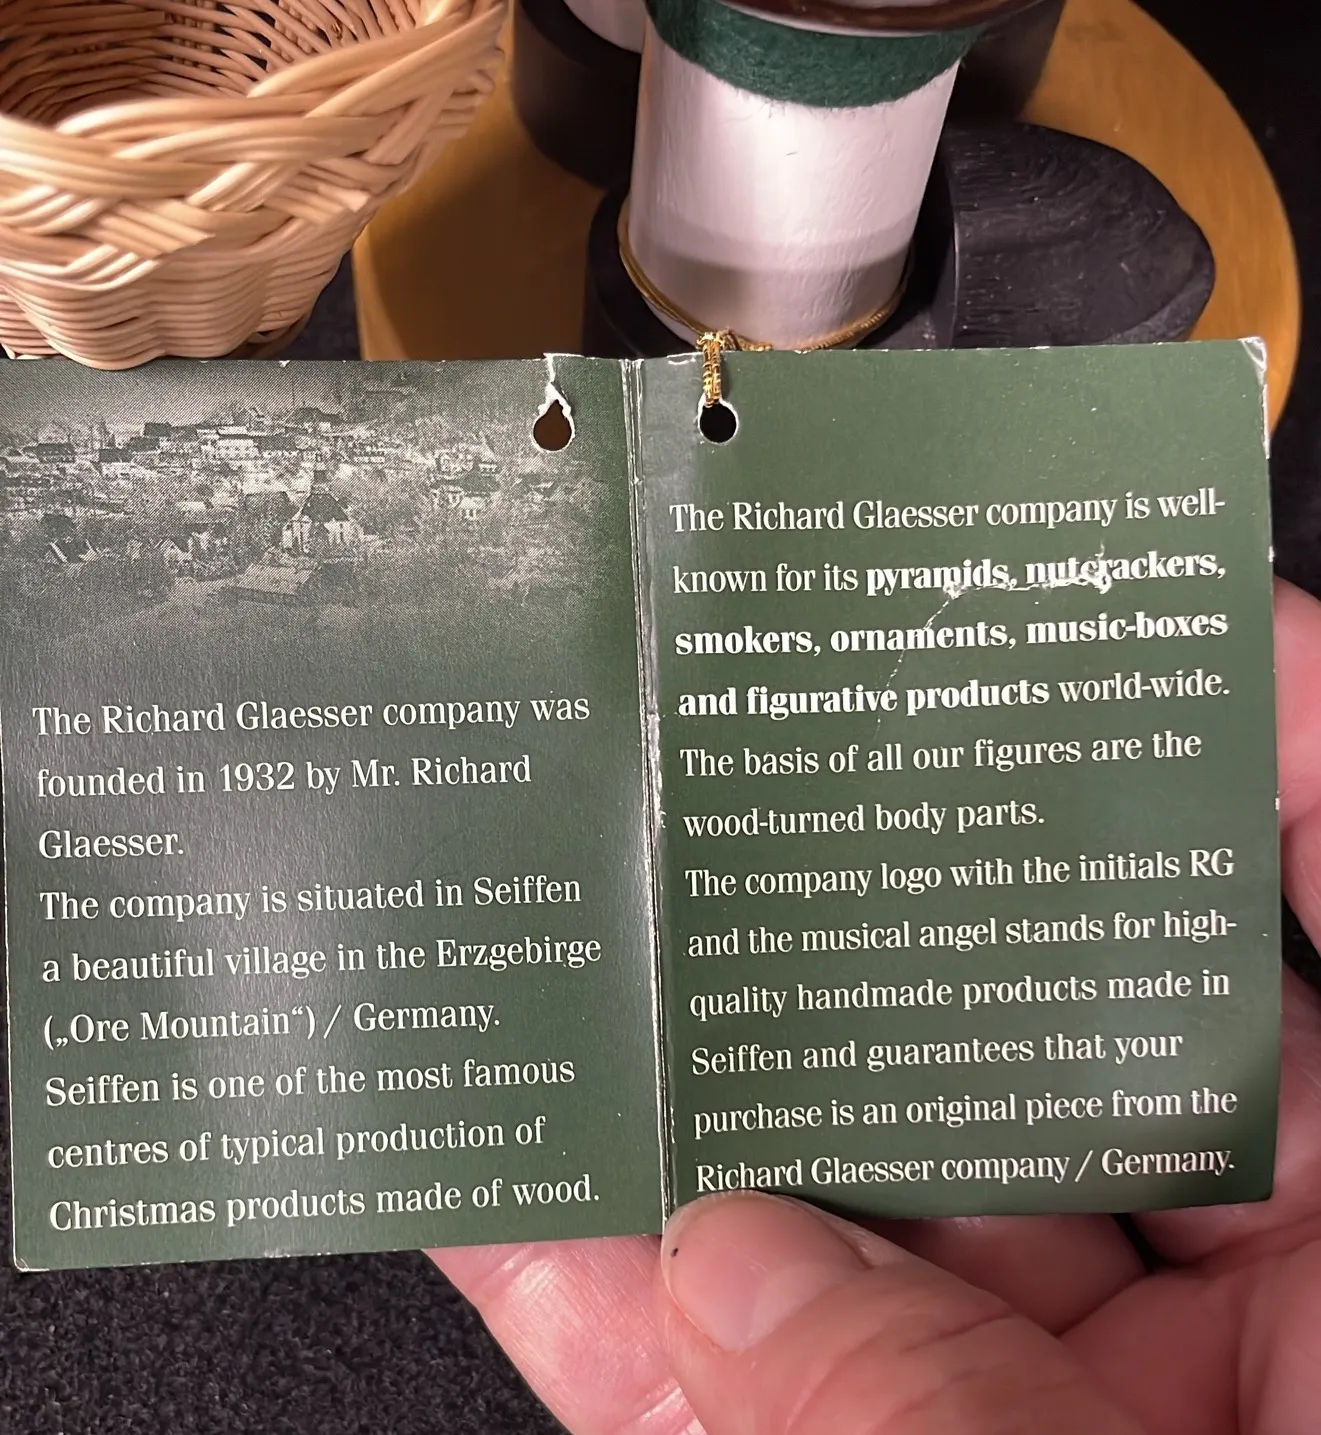 The Richard Glaesser company was
founded in 1932 by Mr. Richard
Glaesser.
The company is situated in Seiffen
a beautiful village in the Erzgebirge
(„Ore Mountain“) / Germany.
Seiffen is one of the most famous
centres of typical production of
Christmas products made of wood.
The Richard Glaesser company is well-
known for its pyramids, nutcrackers,
smokers, ornaments, music-boxes
and figurative products world-wide.
The basis of all our figures are the
wood-turned body parts.
The company logo with the initials RG
and the musical angel stands for high-
quality handmade products made in
Seiffen and guarantees that your
purchase is an original piece from the
Richard Glaesser company / Germany.